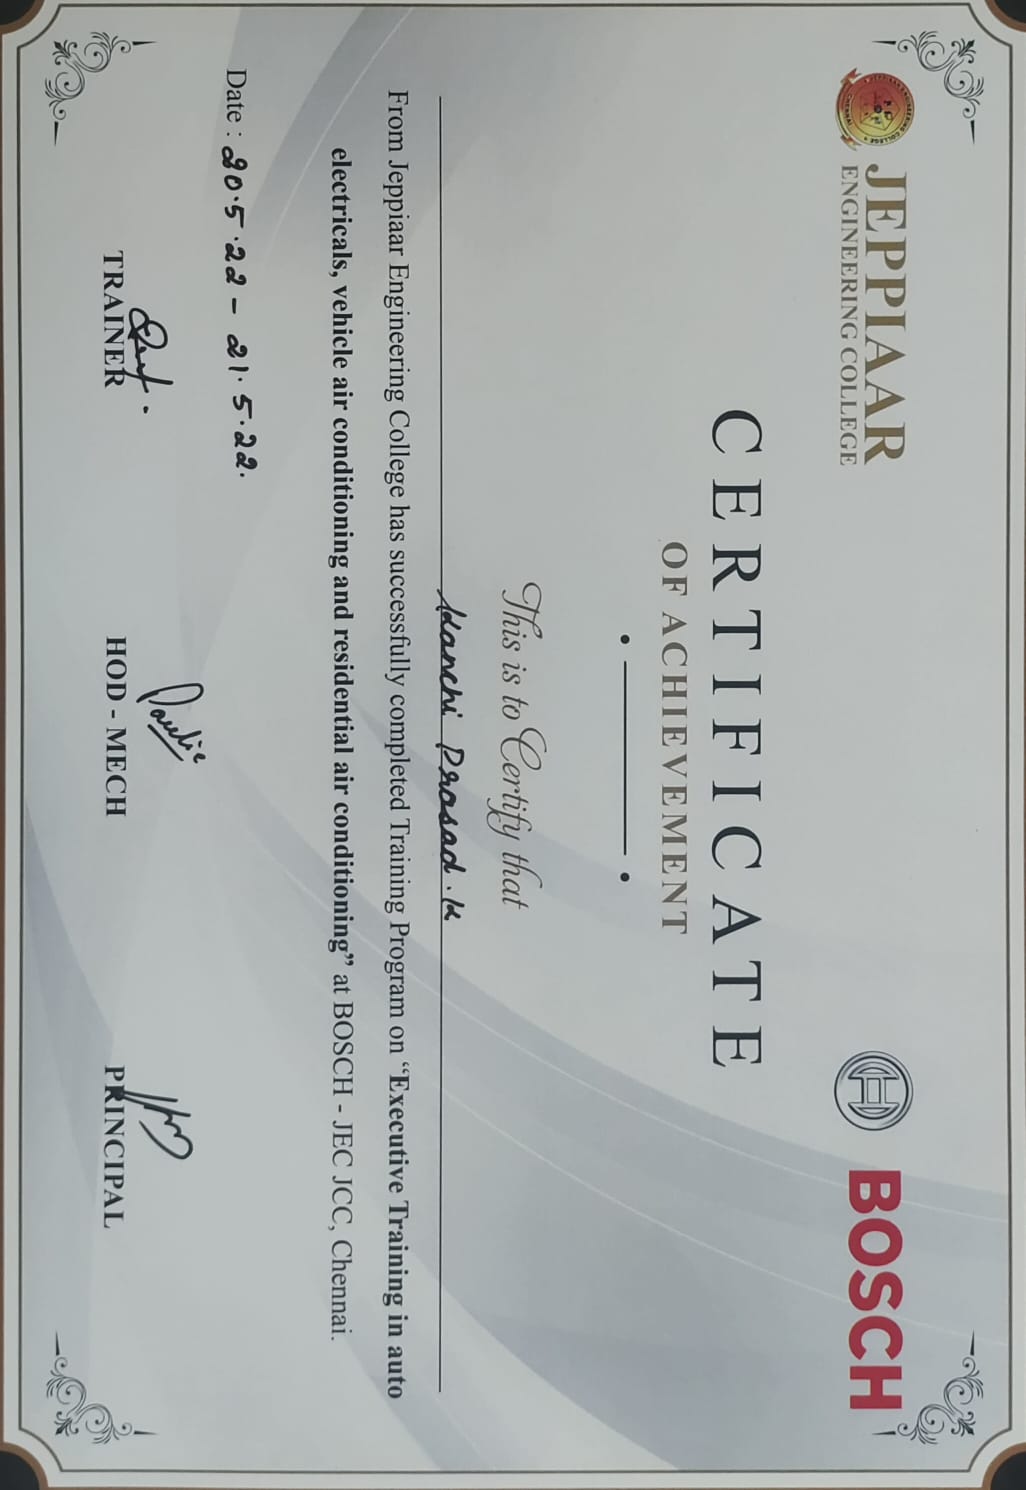 JEPPIAAR
ENGINEERING COLLEGE
BOSCH
CERTIFICATE
OF ACHIEVEMENT
This is to Certify that
Kanchi Prasad . K
From Jeppiaar Engineering College has successfully completed Training Program on “Executive Training in auto
electricals, vehicle air conditioning and residential air conditioning” at BOSCH - JEC JCC, Chennai.
Date : 20.5.22 - 21.5.22.
TRAINER
HOD - MECH
PRINCIPAL